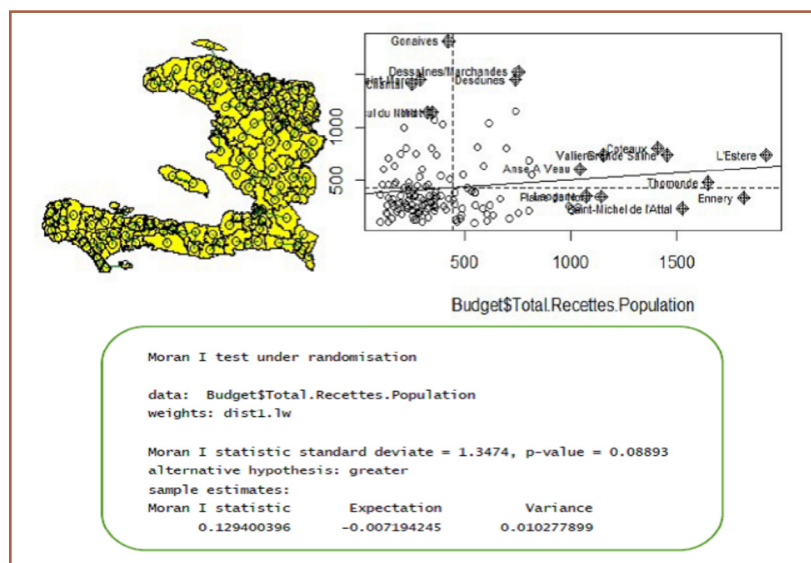 Gonaives
Dessalines/Marchandes
Desdunes
Chantal
1000
500
Coteaux
L'Estere
Anse A Veau
Thomonde
Ennery
Saint-Michel de l'Attal
500 1000 1500
Budget$Total.Recettes.Population
Moran I test under randomisation
data: Budget$Total.Recettes.Population
weights: dist1.lw
Moran I statistic standard deviate = 1.3474, p-value = 0.08893
alternative hypothesis: greater
sample estimates:
Moran I statistic Expectation Variance
0.129400396 -0.007194245 0.010277899